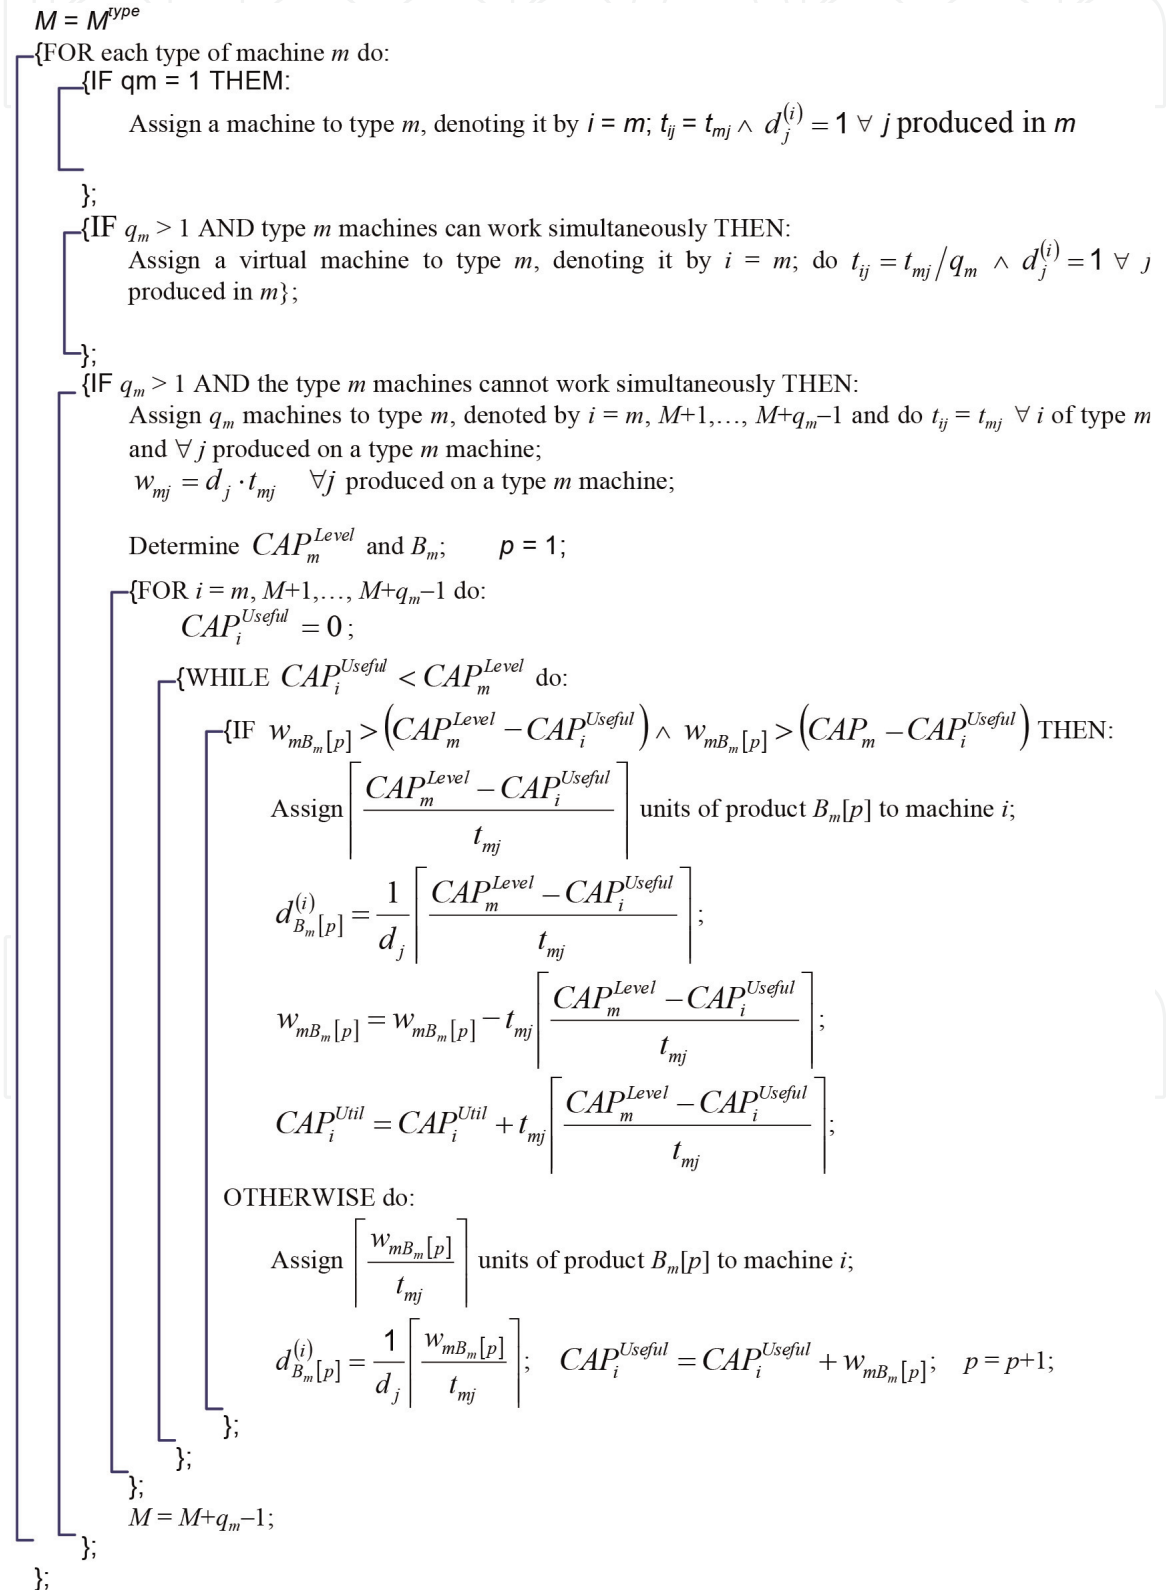 M = M^type
{FOR each type of machine m do:
{IF qm = 1 THEM:
Assign a machine to type m, denoting it by i = m; t_ij = t_mj ∧ d_j^(i) = 1 ∀ j produced in m
};
{IF q_m > 1 AND type m machines can work simultaneously THEN:
Assign a virtual machine to type m, denoting it by i = m; do t_ij = t_mj/q_m ∧ d_j^(i) = 1 ∀ j
produced in m};
};
{IF q_m > 1 AND the type m machines cannot work simultaneously THEN:
Assign q_m machines to type m, denoted by i = m, M+1,…, M+q_m–1 and do t_ij = t_mj ∀ i of type m
and ∀ j produced on a type m machine;
w_mj = d_j · t_mj ∀j produced on a type m machine;
Determine CAP_m^Level and B_m; p = 1;
{FOR i = m, M+1,…, M+q_m–1 do:
CAP_i^Useful = 0;
{WHILE CAP_i^Useful < CAP_m^Level do:
{IF w_mB_m[p] > (CAP_m^Level − CAP_i^Useful) ∧ w_mB_m[p] > (CAP_m − CAP_i^Useful) THEN:
Assign ⌈(CAP_m^Level − CAP_i^Useful)/t_mj⌉ units of product B_m[p] to machine i;
d_B_m[p]^(i) = 1/d_j ⌈(CAP_m^Level − CAP_i^Useful)/t_mj⌉;
w_mB_m[p] = w_mB_m[p] − t_mj ⌈(CAP_m^Level − CAP_i^Useful)/t_mj⌉;
CAP_i^Util = CAP_i^Util + t_mj ⌈(CAP_m^Level − CAP_i^Useful)/t_mj⌉;
OTHERWISE do:
Assign ⌈w_mB_m[p]/t_mj⌉ units of product B_m[p] to machine i;
d_B_m[p]^(i) = 1/d_j ⌈w_mB_m[p]/t_mj⌉; CAP_i^Useful = CAP_i^Useful + w_mB_m[p]; p = p+1;
};
};
};
M = M+q_m–1;
};
};